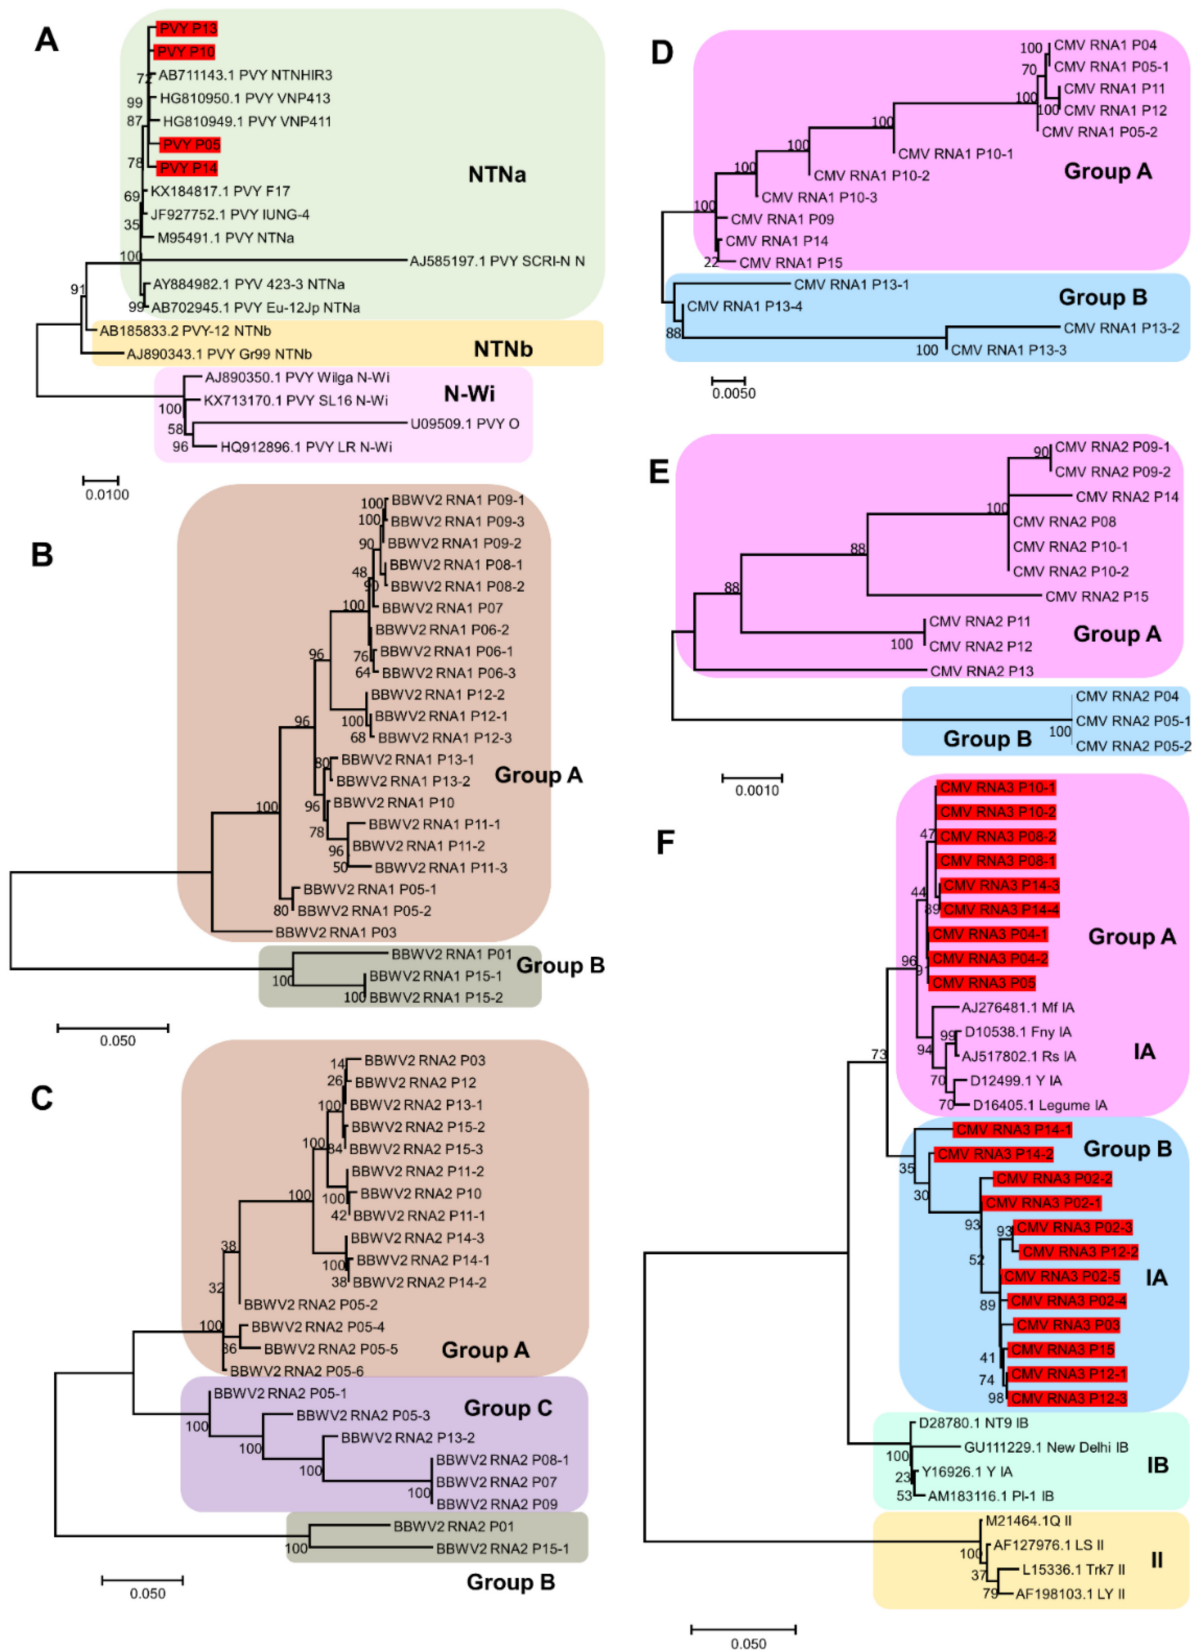 A
PVY P13
PVY P10
72
AB711143.1 PVY NTNHIR3
99
HG810950.1 PVY VNP413
87
HG810949.1 PVY VNP411
PVY P05
78
PVY P14
NTNa
KX184817.1 PVY F17
69
JF927752.1 PVY IUNG-4
35
M95491.1 PVY NTNa
100
AJ585197.1 PVY SCRI-N N
AY884982.1 PYV 423-3 NTNa
91
99
AB702945.1 PVY Eu-12Jp NTNa
AB185833.2 PVY-12 NTNb
AJ890343.1 PVY Gr99 NTNb
NTNb
AJ890350.1 PVY Wilga N-Wi
N-Wi
KX713170.1 PVY SL16 N-Wi
100
U09509.1 PVY O
58
96
HQ912896.1 PVY LR N-Wi
0.0100
B
BBWV2 RNA1 P09-1
100
BBWV2 RNA1 P09-3
100
BBWV2 RNA1 P09-2
90
BBWV2 RNA1 P08-1
48
BBWV2 RNA1 P08-2
90
BBWV2 RNA1 P07
100
BBWV2 RNA1 P06-2
BBWV2 RNA1 P06-1
96
76
BBWV2 RNA1 P06-3
64
BBWV2 RNA1 P12-2
BBWV2 RNA1 P12-1
96
100
BBWV2 RNA1 P12-3
68
BBWV2 RNA1 P13-1
80
BBWV2 RNA1 P13-2
Group A
BBWV2 RNA1 P10
100
96
BBWV2 RNA1 P11-1
78
BBWV2 RNA1 P11-2
96
BBWV2 RNA1 P11-3
50
BBWV2 RNA1 P05-1
BBWV2 RNA1 P05-2
80
BBWV2 RNA1 P03
BBWV2 RNA1 P01
Group B
BBWV2 RNA1 P15-1
100
BBWV2 RNA1 P15-2
100
0.050
C
BBWV2 RNA2 P03
14
BBWV2 RNA2 P12
26
BBWV2 RNA2 P13-1
100
BBWV2 RNA2 P15-2
100
BBWV2 RNA2 P15-3
84
BBWV2 RNA2 P11-2
BBWV2 RNA2 P10
100
100
BBWV2 RNA2 P11-1
42
BBWV2 RNA2 P14-3
38
BBWV2 RNA2 P14-1
100
BBWV2 RNA2 P14-2
38
32
BBWV2 RNA2 P05-2
BBWV2 RNA2 P05-4
100
BBWV2 RNA2 P05-5
Group A
BBWV2 RNA2 P05-6
BBWV2 RNA2 P05-1
Group C
BBWV2 RNA2 P05-3
100
BBWV2 RNA2 P13-2
100
BBWV2 RNA2 P08-1
100
BBWV2 RNA2 P07
100
BBWV2 RNA2 P09
BBWV2 RNA2 P01
BBWV2 RNA2 P15-1
100
Group B
0.050
D
CMV RNA1 P04
100
CMV RNA1 P05-1
70
CMV RNA1 P11
100
100
CMV RNA1 P12
CMV RNA1 P05-2
100
CMV RNA1 P10-1
100
Group A
CMV RNA1 P10-2
100
CMV RNA1 P10-3
100
CMV RNA1 P09
CMV RNA1 P14
22
CMV RNA1 P15
CMV RNA1 P13-1
Group B
CMV RNA1 P13-4
88
CMV RNA1 P13-2
100
CMV RNA1 P13-3
0.0050
E
CMV RNA2 P09-1
90
CMV RNA2 P09-2
CMV RNA2 P14
100
CMV RNA2 P08
CMV RNA2 P10-1
88
CMV RNA2 P10-2
88
CMV RNA2 P15
CMV RNA2 P11
Group A
100
CMV RNA2 P12
CMV RNA2 P13
CMV RNA2 P04
CMV RNA2 P05-1
100
Group B
CMV RNA2 P05-2
0.0010
F
CMV RNA3 P10-1
CMV RNA3 P10-2
47
CMV RNA3 P08-2
CMV RNA3 P08-1
44
CMV RNA3 P14-3
89
CMV RNA3 P14-4
Group A
CMV RNA3 P04-1
96
CMV RNA3 P04-2
91
CMV RNA3 P05
AJ276481.1 Mf IA
99
D10538.1 Fny IA
94
AJ517802.1 Rs IA
IA
73
70
D12499.1 Y IA
70
D16405.1 Legume IA
CMV RNA3 P14-1
Group B
CMV RNA3 P14-2
35
CMV RNA3 P02-2
30
CMV RNA3 P02-1
93
93
CMV RNA3 P02-3
CMV RNA3 P12-2
52
CMV RNA3 P02-5
IA
89
CMV RNA3 P02-4
CMV RNA3 P03
CMV RNA3 P15
41
CMV RNA3 P12-1
74
CMV RNA3 P12-3
98
D28780.1 NT9 IB
GU111229.1 New Delhi IB
100
IB
Y16926.1 Y IA
23
AM183116.1 PI-1 IB
53
M21464.1Q II
AF127976.1 LS II
100
II
L15336.1 Trk7 II
37
AF198103.1 LY II
79
0.050